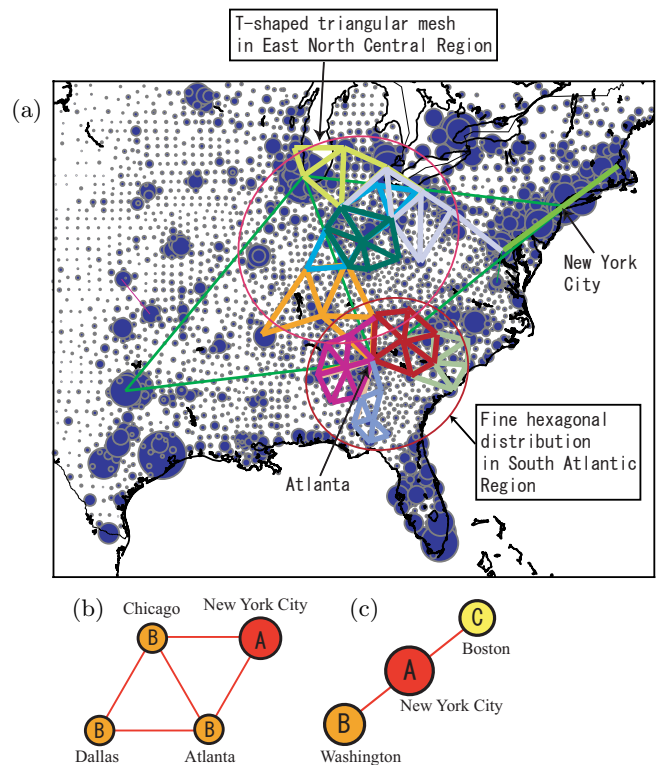 T-shaped triangular mesh
in East North Central Region
(a)
New York
City
Fine hexagonal
distribution
in South Atlantic
Region
Atlanta
(b)
(c)
Chicago
New York City
B
A
B
B
Dallas
Atlanta
C
Boston
A
New York City
B
Washington